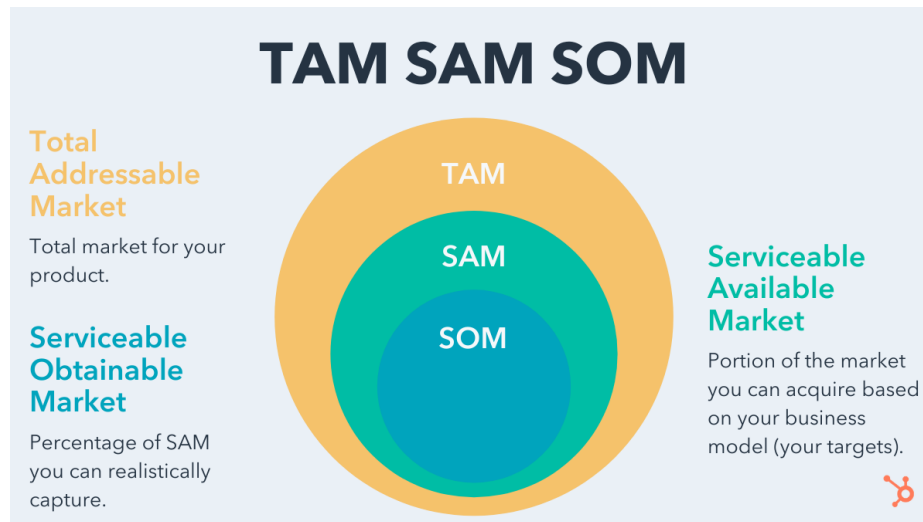 TAM SAM SOM
Total
Addressable
Market
Total market for your
product.
Serviceable
Obtainable
Market
Percentage of SAM
you can realistically
capture.
TAM
SAM
SOM
Serviceable
Available
Market
Portion of the market
you can acquire based
on your business
model (your targets).